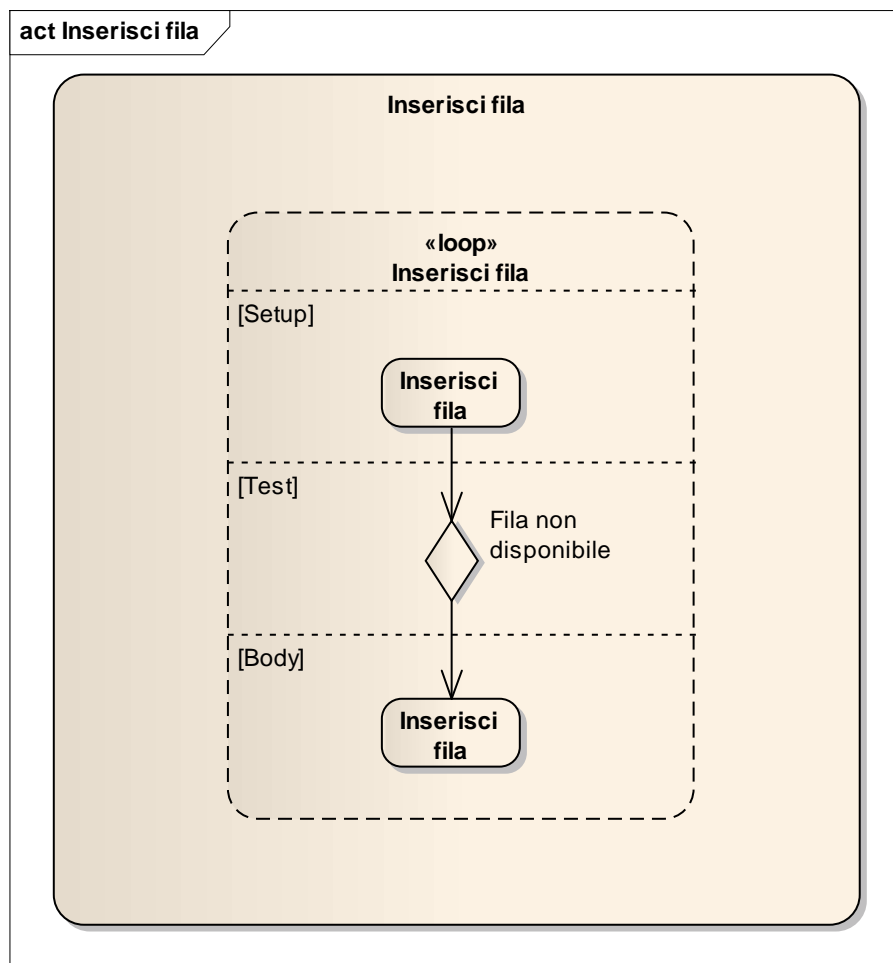 act Inserisci fila
Inserisci fila
«loop»
Inserisci fila
[Setup]
Inserisci
fila
[Test]
Fila non
disponibile
[Body]
Inserisci
fila